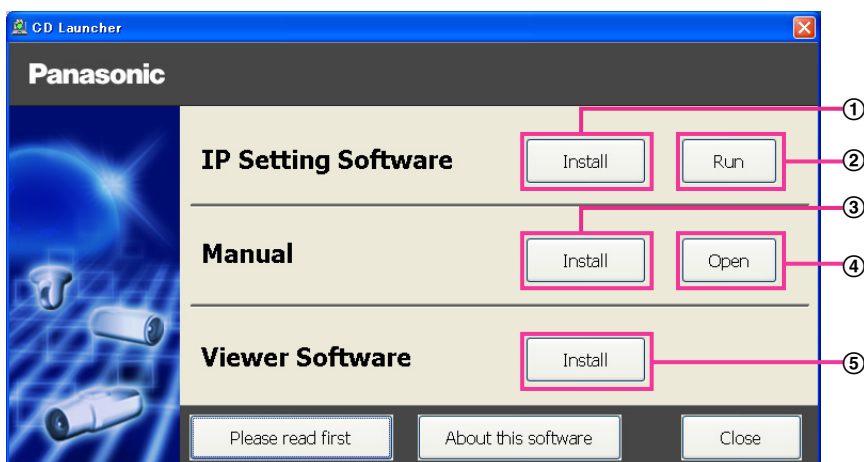 CD Launcher
Panasonic
①
IP Setting Software Install Run ②
③
Manual Install Open ④
Viewer Software Install ⑤
Please read first About this software Close